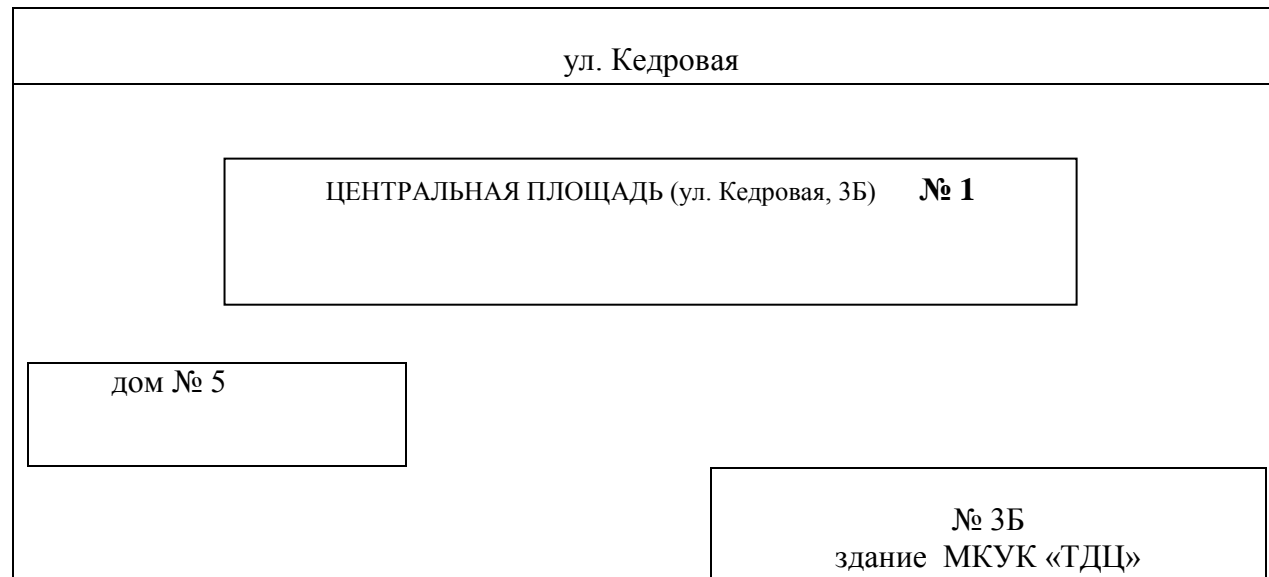 ул. Кедровая
ЦЕНТРАЛЬНАЯ ПЛОЩАДЬ (ул. Кедровая, 3Б) № 1
дом № 5
№ 3Б
здание МКУК «ТДЦ»